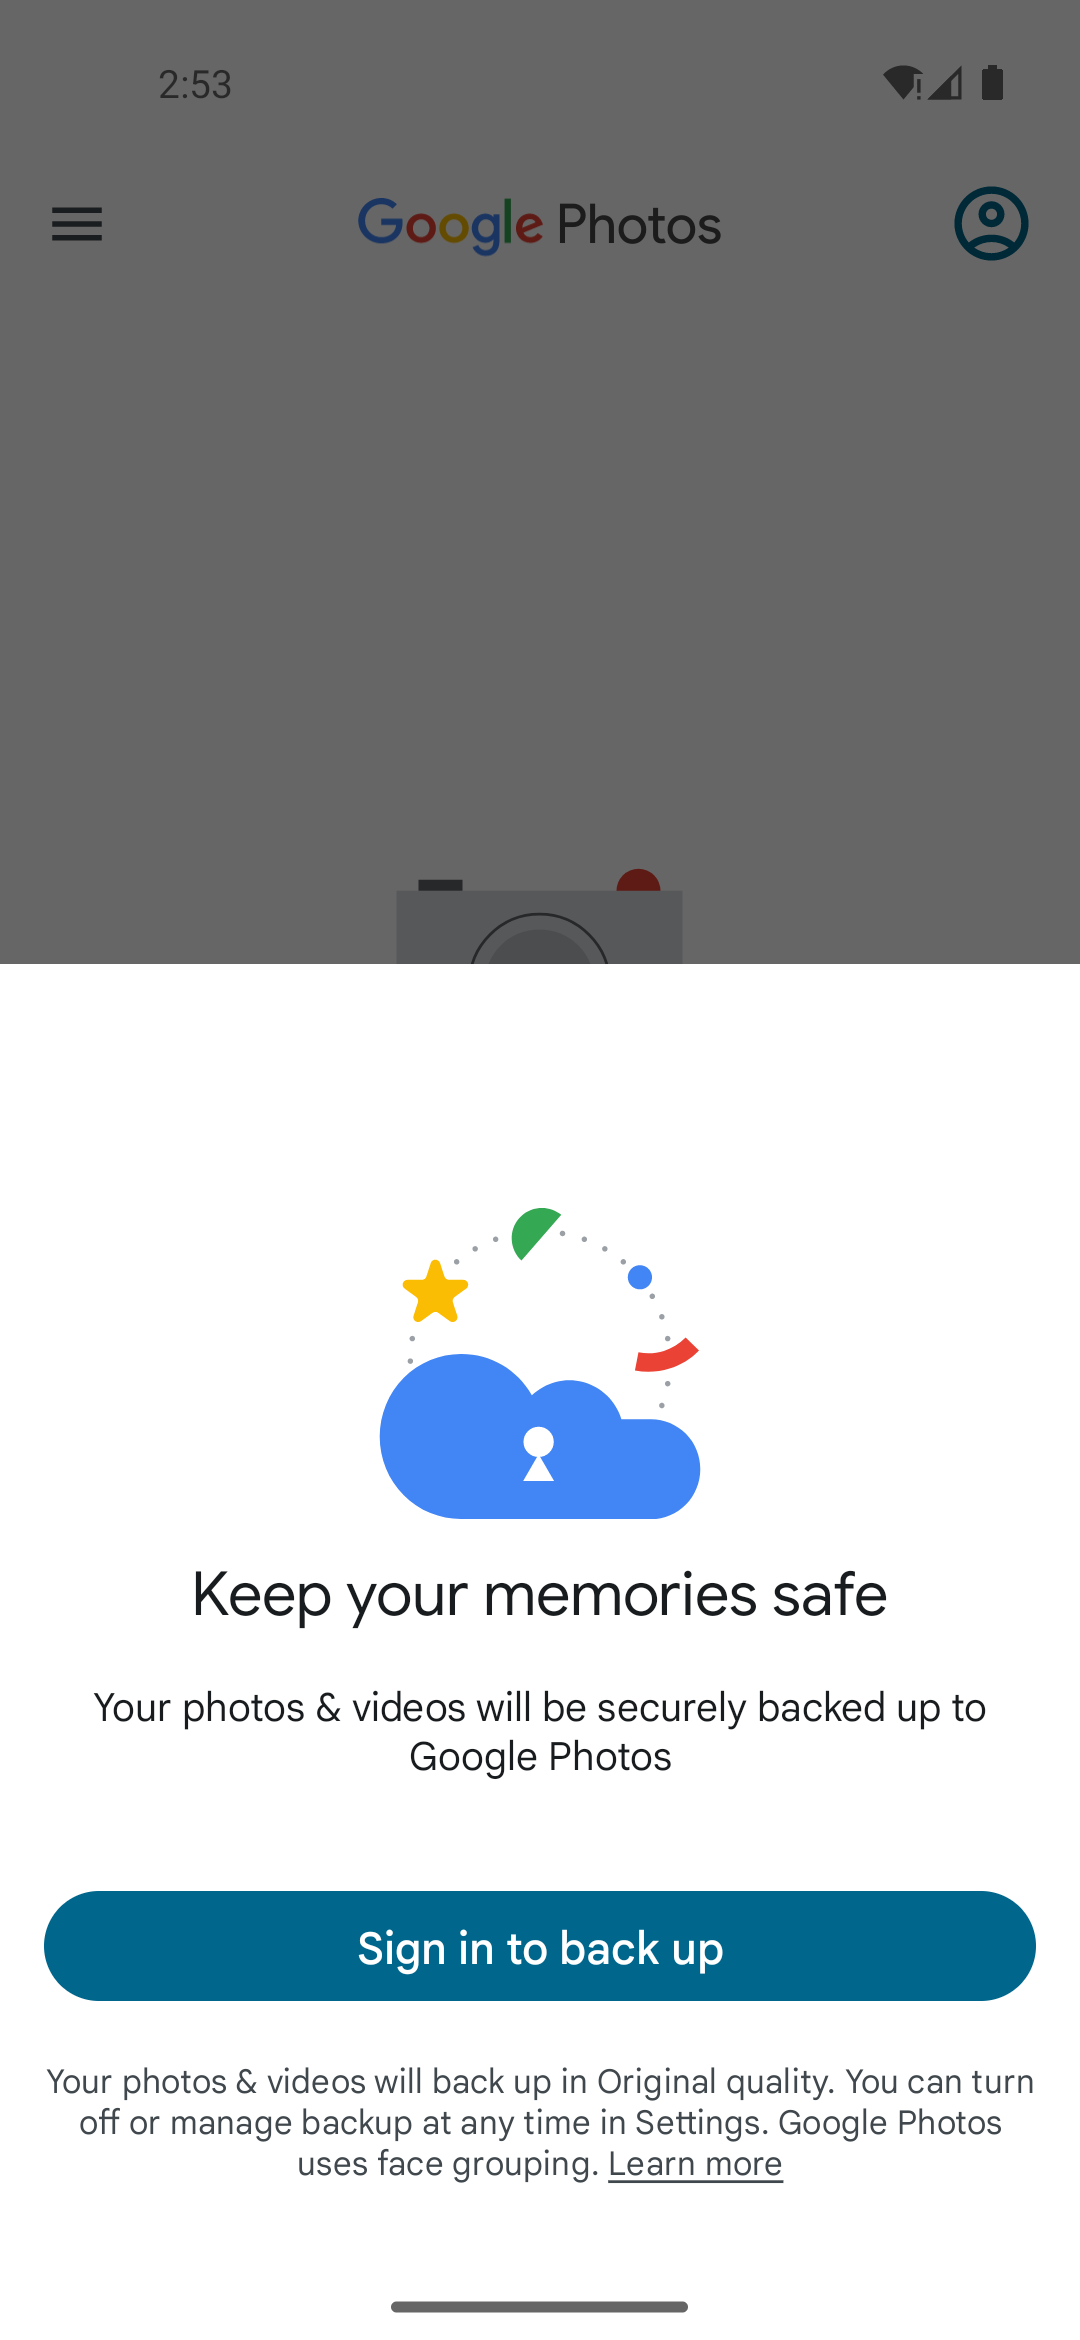 2:53
Google Photos
Keep your memories safe
Your photos & videos will be securely backed up to
Google Photos
Sign in to back up
Your photos & videos will back up in Original quality. You can turn
off or manage backup at any time in Settings. Google Photos
uses face grouping. Learn more